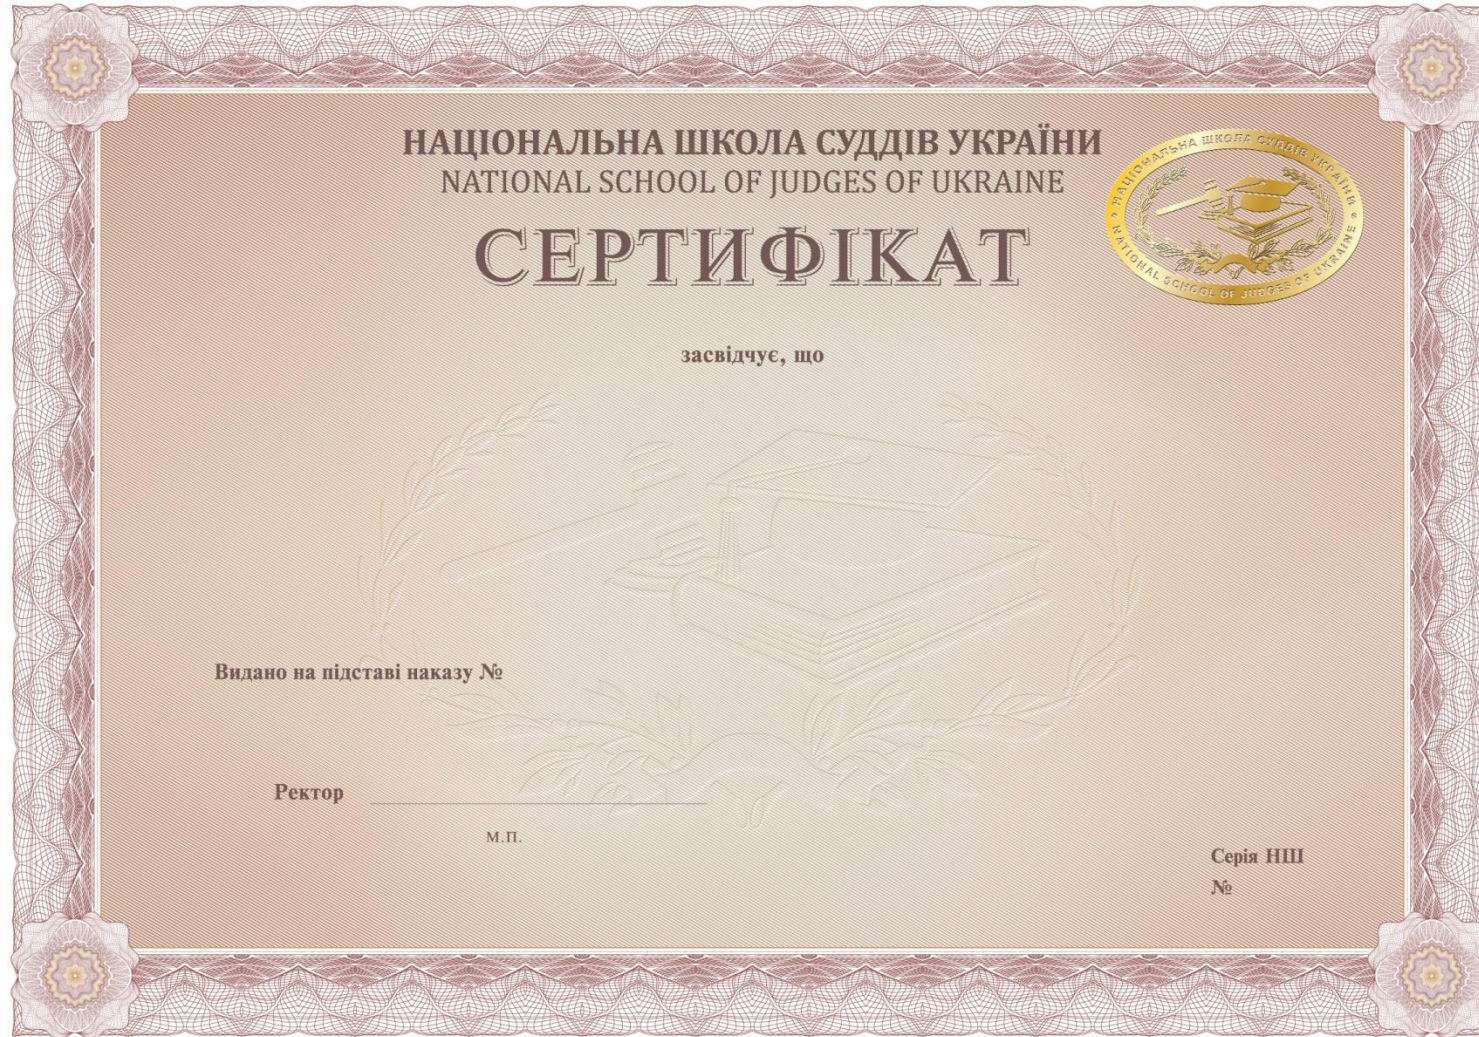 НАЦІОНАЛЬНА ШКОЛА СУДДІВ УКРАЇНИ
NATIONAL SCHOOL OF JUDGES OF UKRAINE
СЕРТИФІКАТ
НАЦІОНАЛЬНА ШКОЛА СУДДІВ УКРАЇНИ
NATIONAL SCHOOL OF JUDGES OF UKRAINE
засвідчує, що
Видано на підставі наказу №
Ректор
М.П.
Серія НШ
№